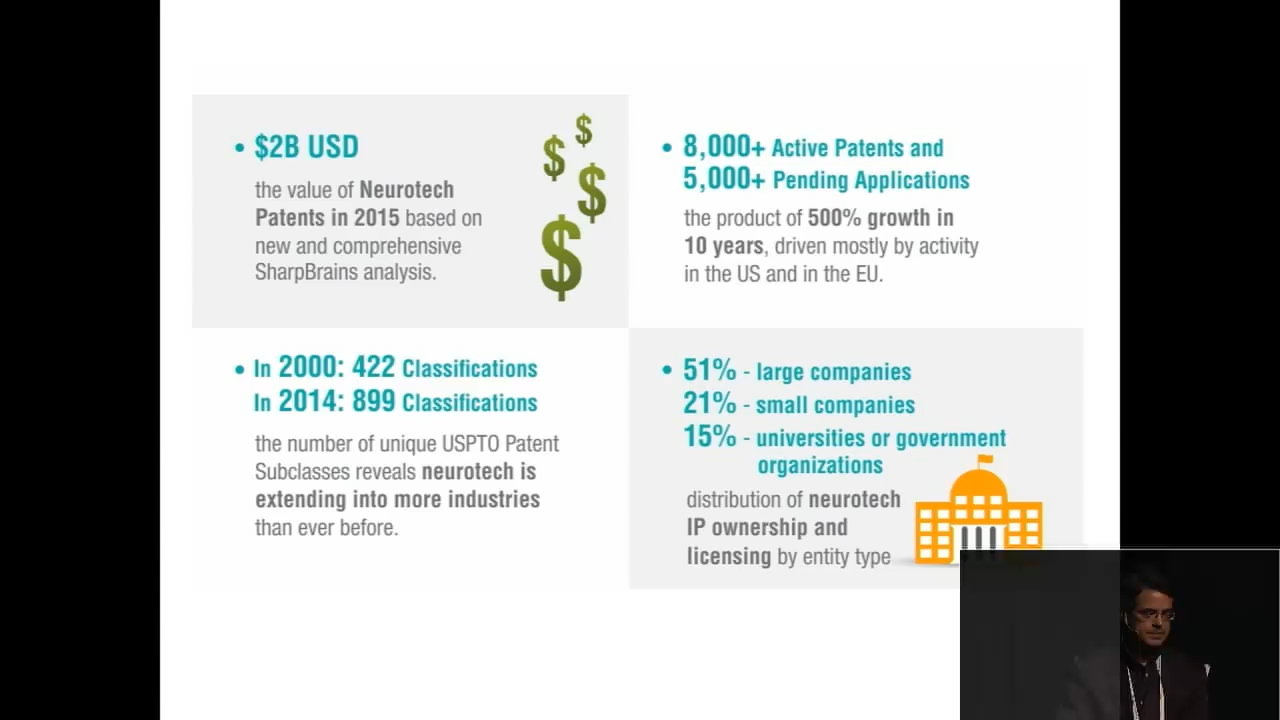 • $2B USD
the value of Neurotech
Patents in 2015 based on
new and comprehensive
SharpBrains analysis.
$
$
$
$
• 8,000+ Active Patents and
5,000+ Pending Applications
the product of 500% growth in
10 years, driven mostly by activity
in the US and in the EU.
• In 2000: 422 Classifications
In 2014: 899 Classifications
the number of unique USPTO Patent
Subclasses reveals neurotech is
extending into more industries
than ever before.
• 51% - large companies
21% - small companies
15% - universities or government
organizations
distribution of neurotech
IP ownership and
licensing by entity type